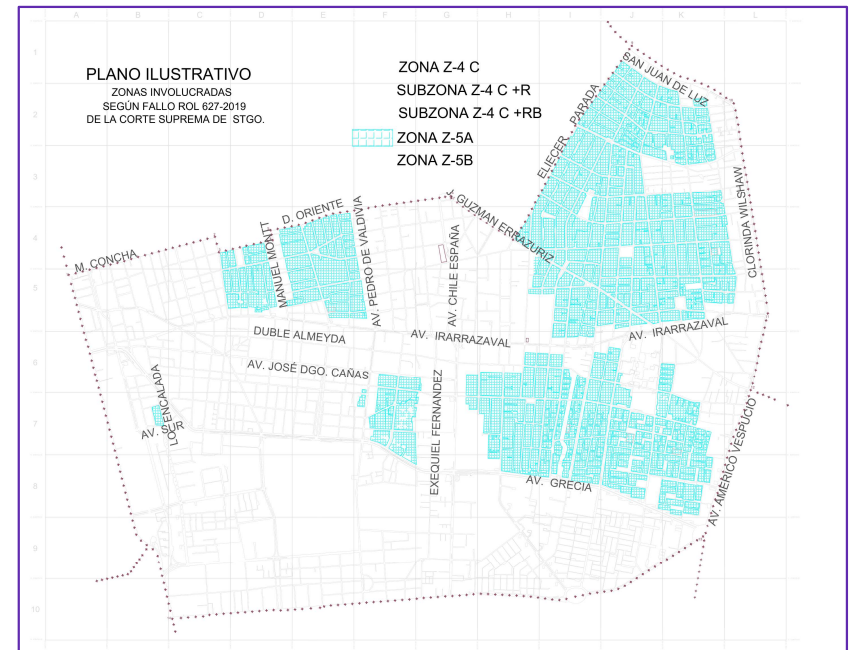 A B C D E F G H I J K L
1
2
3
4
5
6
7
8
9
10
PLANO ILUSTRATIVO
ZONAS INVOLUCRADAS
SEGÚN FALLO ROL 627-2019
DE LA CORTE SUPREMA DE STGO.
ZONA Z-4 C
SUBZONA Z-4 C +R
SUBZONA Z-4 C +RB
ZONA Z-5A
ZONA Z-5B
SAN JUAN DE LUZ
ELIECER PARADA
CLORINDA WILSHAW
J. GUZMAN ERRAZURIZ
D. ORIENTE
MANUEL MONTT
AV. PEDRO DE VALDIVIA
AV. CHILE ESPAÑA
M. CONCHA
DUBLE ALMEYDA
AV. IRARRAZAVAL
AV. IRARRAZAVAL
AV. JOSÉ DGO. CAÑAS
EXEQUIEL FERNANDEZ
LO ENCALADA
AV. SUR
AV. GRECIA
AV. AMERICO VESPUCIO